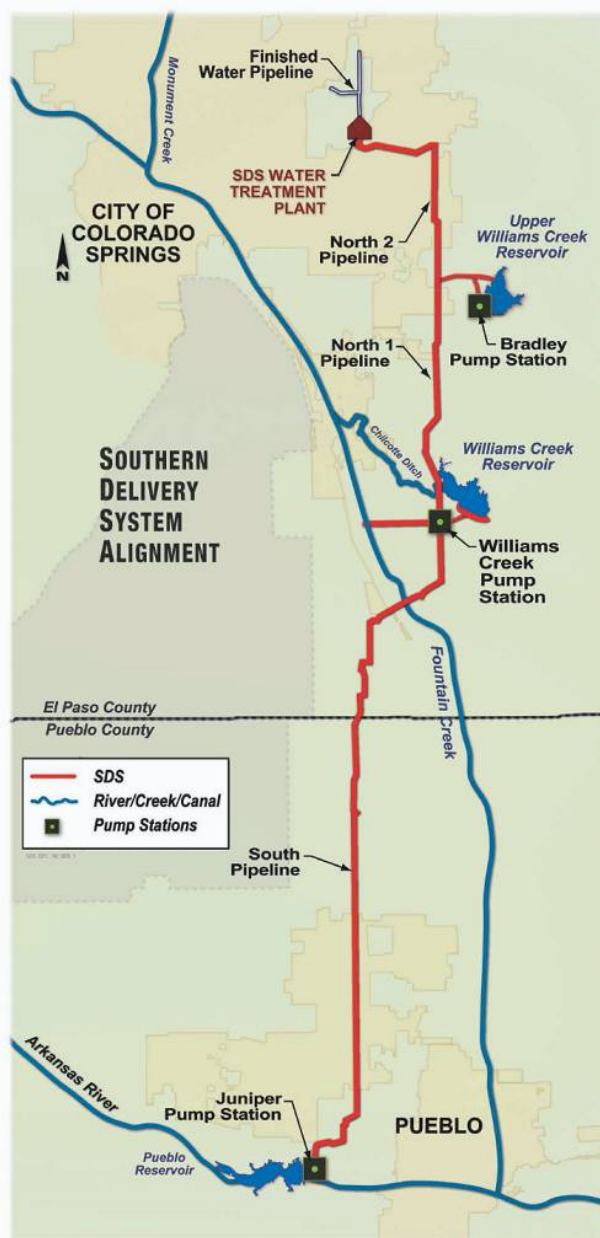 Monument Creek
Finished
Water Pipeline
SDS WATER
TREATMENT
PLANT
CITY OF
COLORADO
SPRINGS
N
North 2
Pipeline
Upper
Williams Creek
Reservoir
North 1
Pipeline
Bradley
Pump Station
Chilcotte Ditch
Williams Creek
Reservoir
SOUTHERN
DELIVERY
SYSTEM
ALIGNMENT
Williams
Creek
Pump
Station
Fountain Creek
El Paso County
Pueblo County
SDS
River/Creek/Canal
Pump Stations
South
Pipeline
Arkansas River
Juniper
Pump Station
PUEBLO
Pueblo
Reservoir